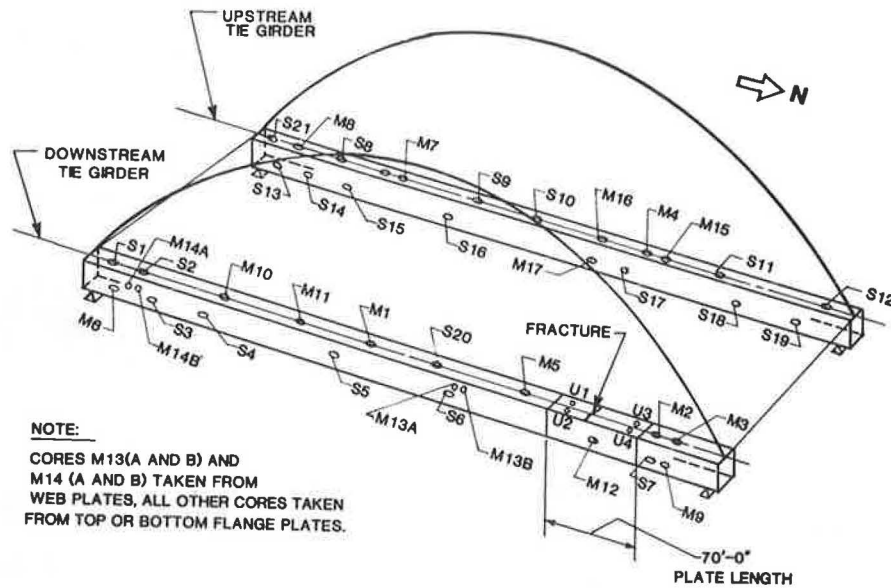 UPSTREAM
TIE GIRDER
N
DOWNSTREAM
TIE GIRDER
S21
M8
S8
M7
S9
S10
M16
M4
M15
S11
S12
S13
S14
S15
S16
M17
S17
S18
S19
S1
M14A
S2
M10
M11
M1
S20
M5
FRACTURE
U1
U2
U3
U4
M2
M3
M6
M14B
S3
S4
S5
S6
M13A
M13B
M12
S7
M9
NOTE:
CORES M13(A AND B) AND
M14 (A AND B) TAKEN FROM
WEB PLATES, ALL OTHER CORES TAKEN
FROM TOP OR BOTTOM FLANGE PLATES.
70'-0"
PLATE LENGTH